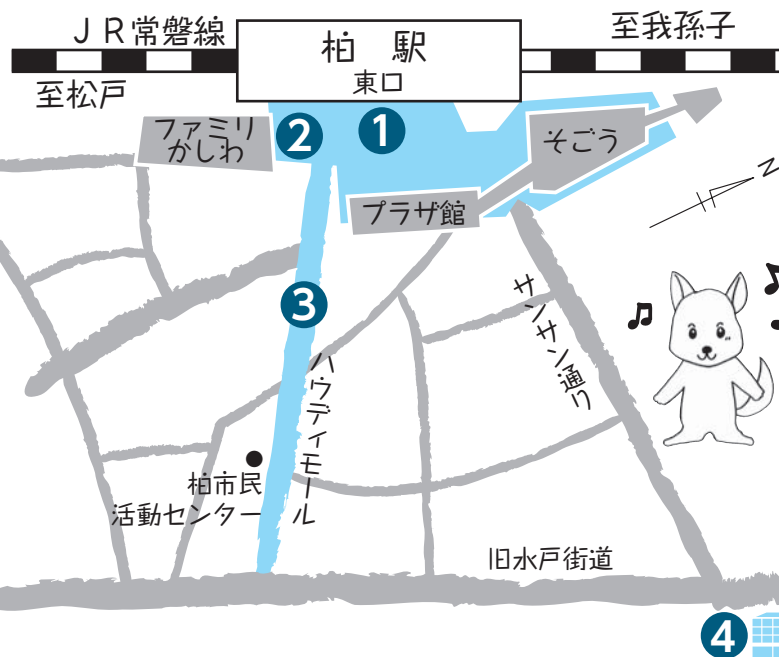 JR常磐線
柏駅
東口
至我孫子
至松戸
ファミリ
かしわ
2
1
そごう
プラザ館
N
3
サンサン通り
ハウディモール
柏市民
活動センター
旧水戸街道
4